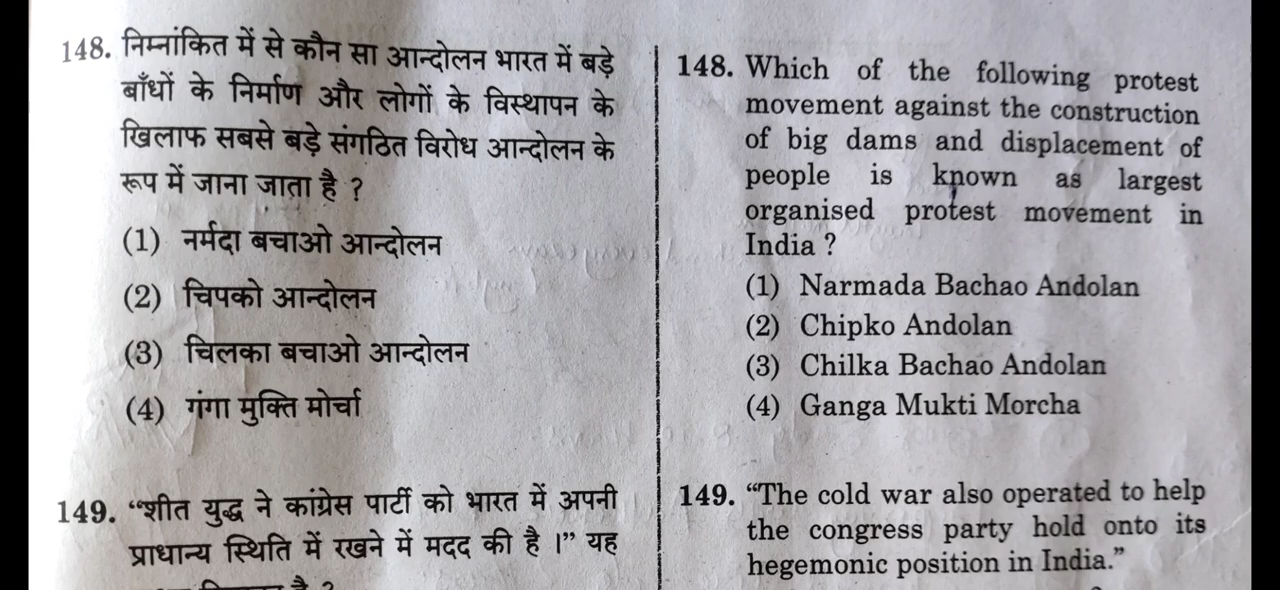 148. निम्नांकित में से कौन सा आन्दोलन भारत में बड़े
बाँधों के निर्माण और लोगों के विस्थापन के
खिलाफ सबसे बड़े संगठित विरोध आन्दोलन के
रूप में जाना जाता है ?
(1) नर्मदा बचाओ आन्दोलन
(2) चिपको आन्दोलन
(3) चिलका बचाओ आन्दोलन
(4) गंगा मुक्ति मोर्चा
149. “शीत युद्ध ने कांग्रेस पार्टी को भारत में अपनी
प्राधान्य स्थिति में रखने में मदद की है ।” यह
148. Which of the following protest
movement against the construction
of big dams and displacement of
people is known as largest
organised protest movement in
India ?
(1) Narmada Bachao Andolan
(2) Chipko Andolan
(3) Chilka Bachao Andolan
(4) Ganga Mukti Morcha
149. “The cold war also operated to help
the congress party hold onto its
hegemonic position in India.”